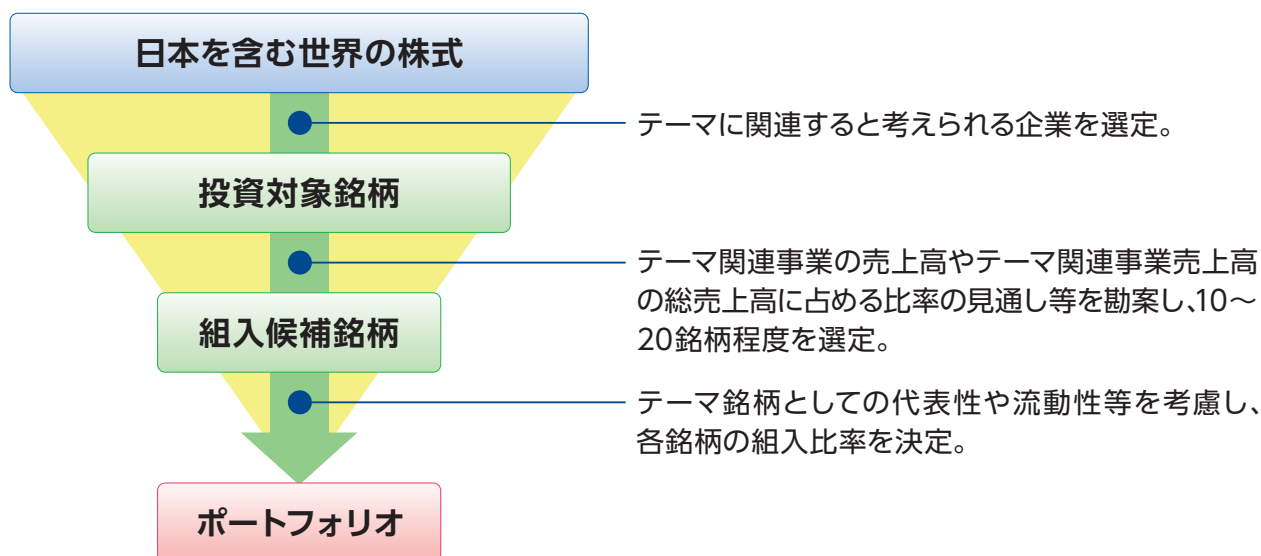 日本を含む世界の株式
テーマに関連すると考えられる企業を選定。
投資対象銘柄
テーマ関連事業の売上高やテーマ関連事業売上高
の総売上高に占める比率の見通し等を勘案し、10〜
20銘柄程度を選定。
組入候補銘柄
テーマ銘柄としての代表性や流動性等を考慮し、
各銘柄の組入比率を決定。
ポートフォリオ